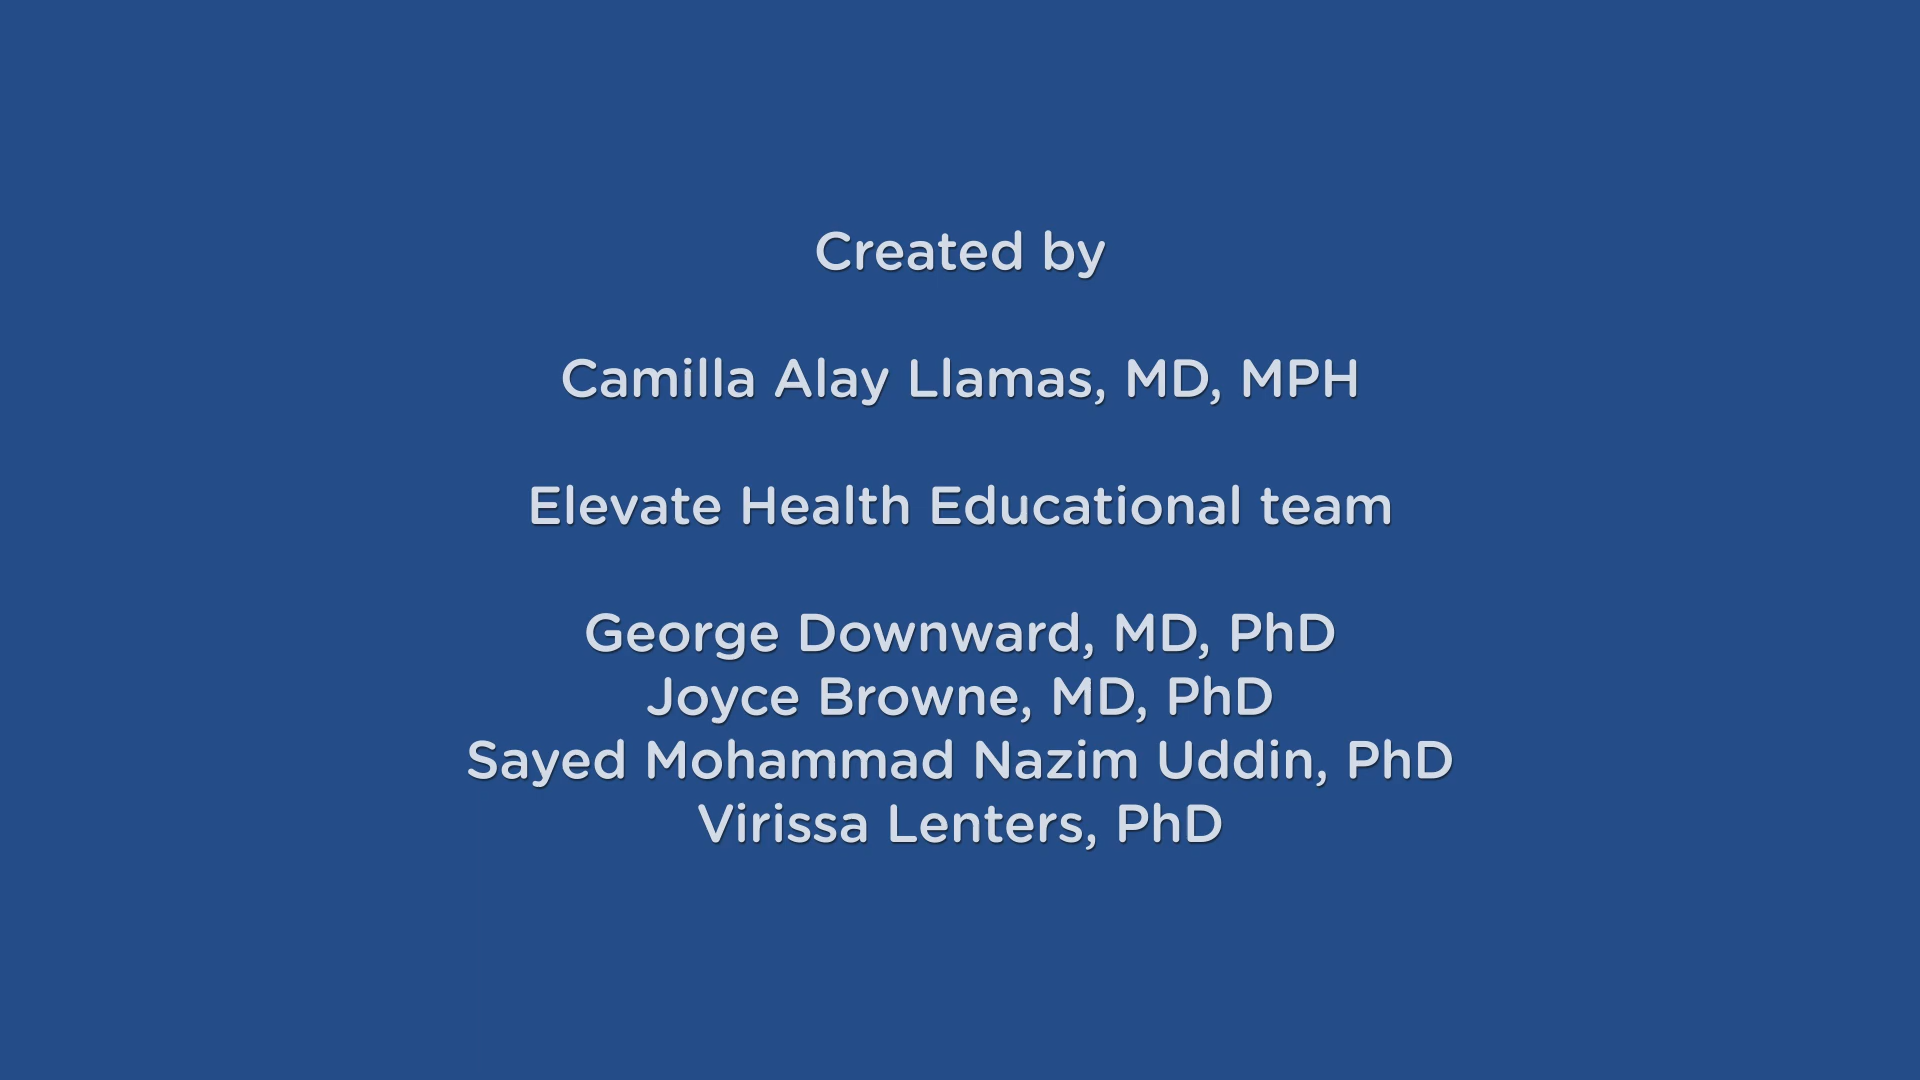 Created by
Camilla Alay Llamas, MD, MPH
Elevate Health Educational team
George Downward, MD, PhD
Joyce Browne, MD, PhD
Sayed Mohammad Nazim Uddin, PhD
Virissa Lenters, PhD